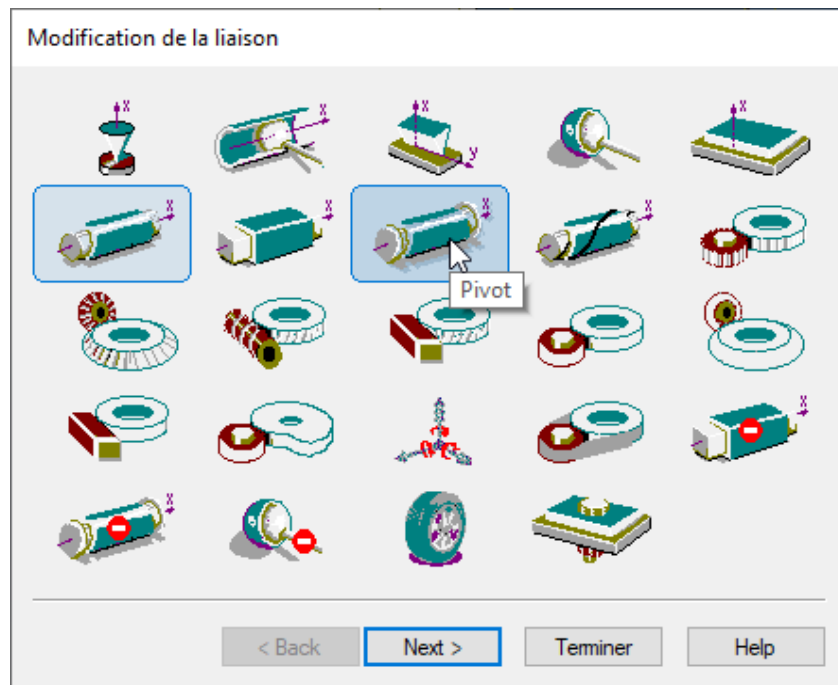 Modification de la liaison
x
x
x
y
x
x
x
x
x
Pivot
x
x
< Back
Next >
Terminer
Help